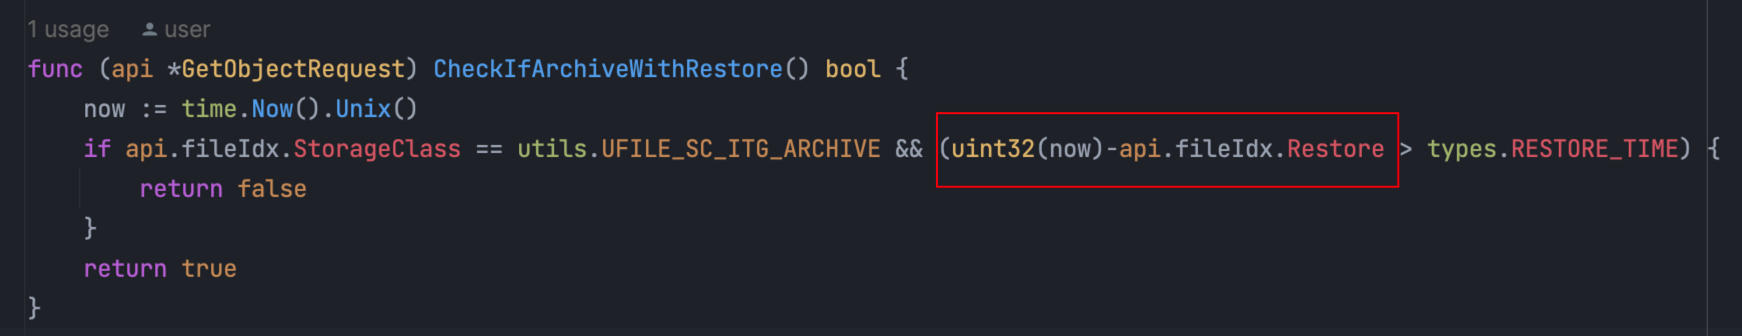 1 usage user
func (api *GetObjectRequest) CheckIfArchiveWithRestore() bool {
now := time.Now().Unix()
if api.fileIdx.StorageClass == utils.UFILE_SC_ITG_ARCHIVE && (uint32(now)-api.fileIdx.Restore > types.RESTORE_TIME) {
return false
}
return true
}